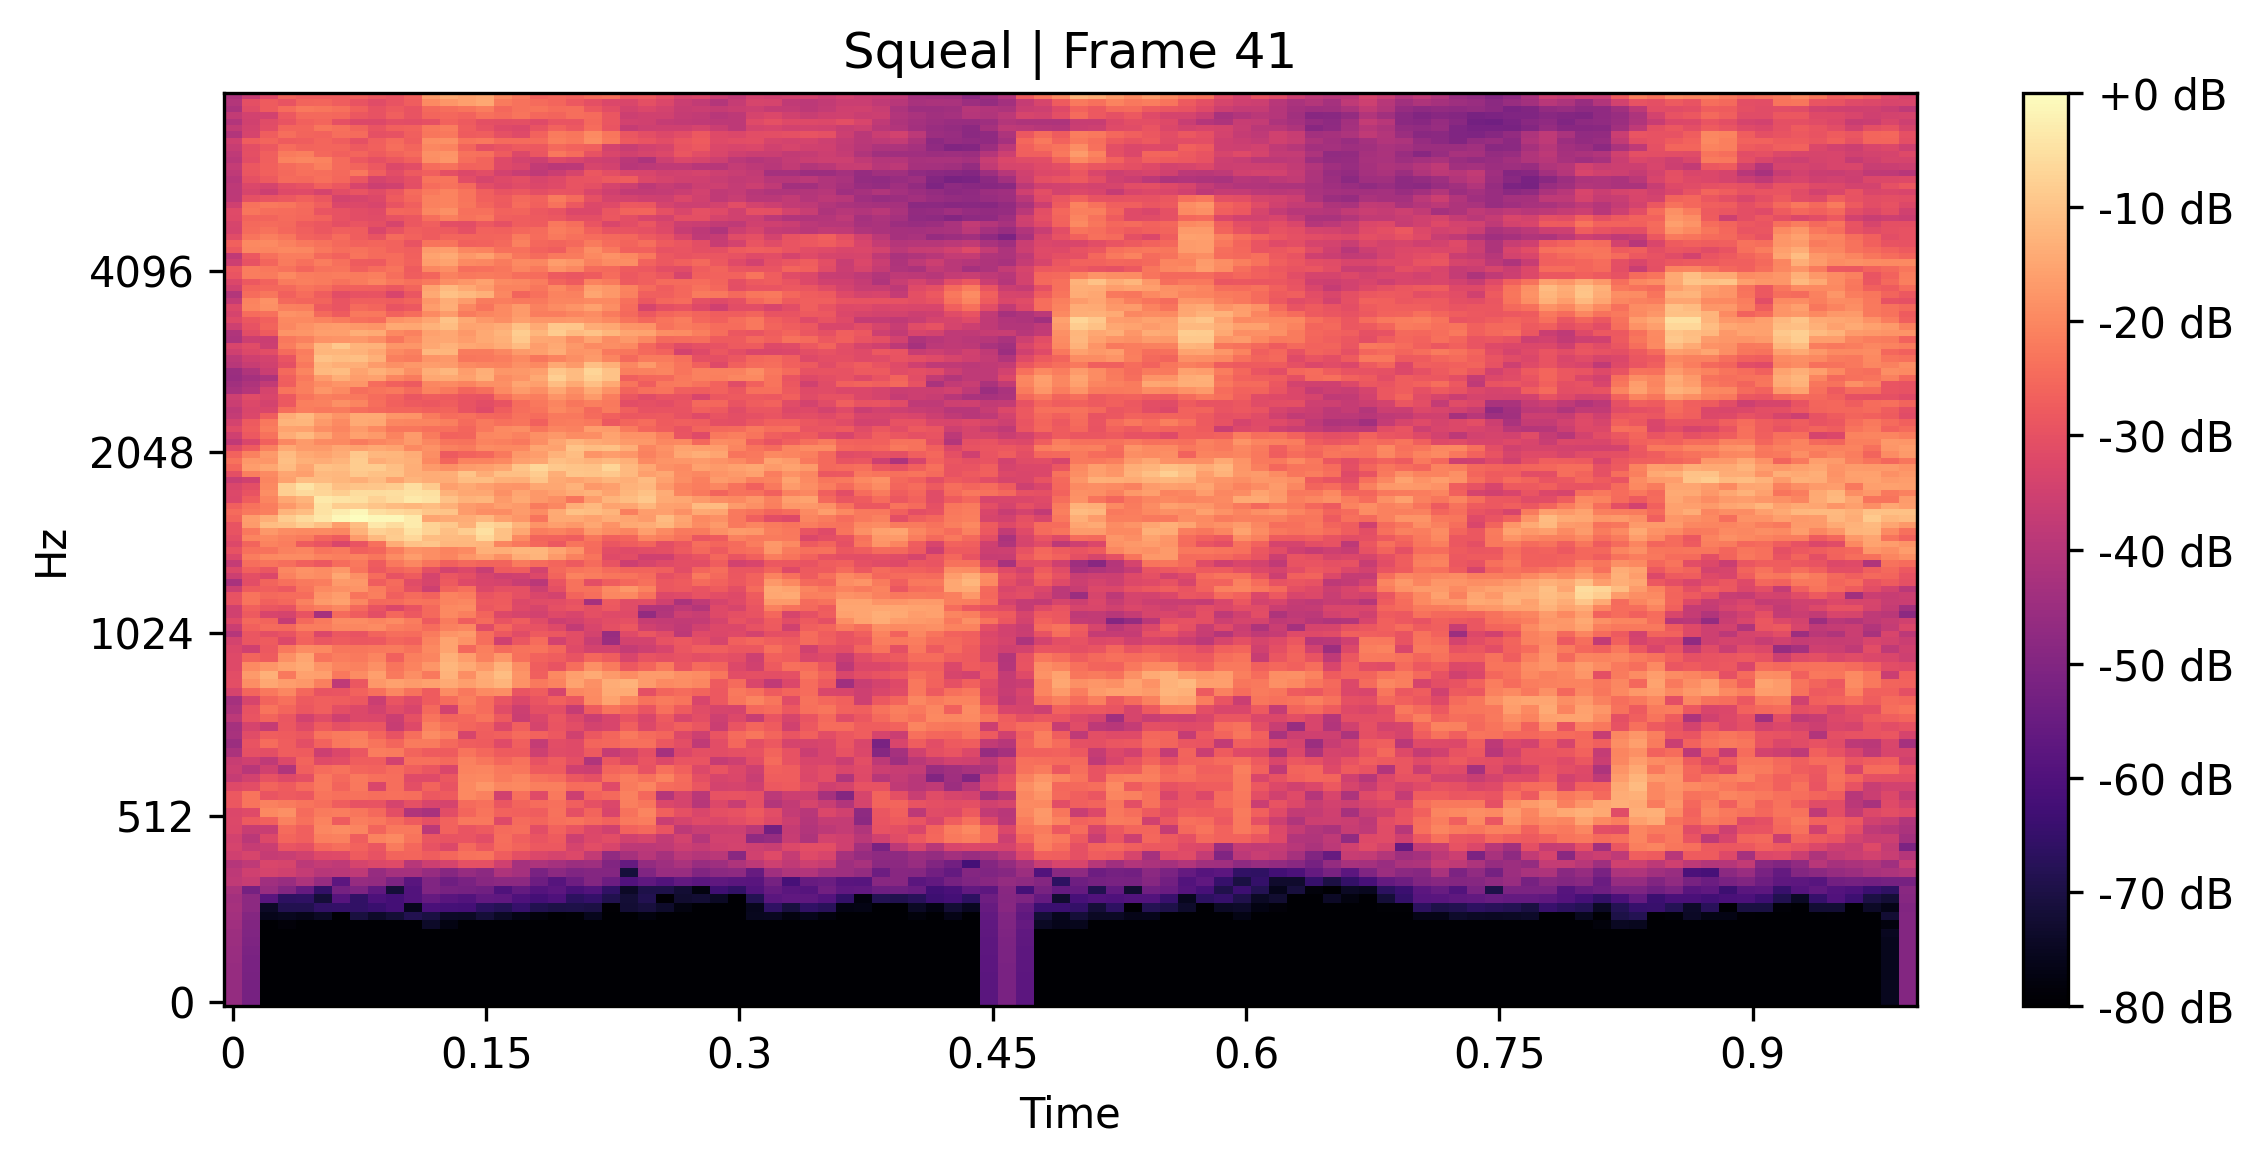 Squeal | Frame 41
Hz
4096
2048
1024
512
0
0 0.15 0.3 0.45 0.6 0.75 0.9
Time
+0 dB
-10 dB
-20 dB
-30 dB
-40 dB
-50 dB
-60 dB
-70 dB
-80 dB